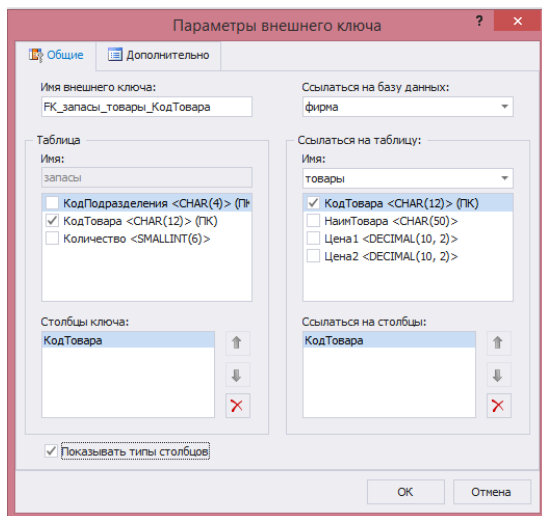 Параметры внешнего ключа
?
×
Общие
Дополнительно
Имя внешнего ключа:
FK_запасы_товары_КодТовара
Ссылаться на базу данных:
фирма
Таблица
Имя:
запасы
КодПодразделения <CHAR(4)> (ПК
КодТовара <CHAR(12)> (ПК)
Количество <SMALLINT(6)>
Ссылаться на таблицу:
Имя:
товары
КодТовара <CHAR(12)> (ПК)
НаимТовара <CHAR(50)>
Цена1 <DECIMAL(10, 2)>
Цена2 <DECIMAL(10, 2)>
Столбцы ключа:
КодТовара
Ссылаться на столбцы:
КодТовара
Показывать типы столбцов
OK
Отмена